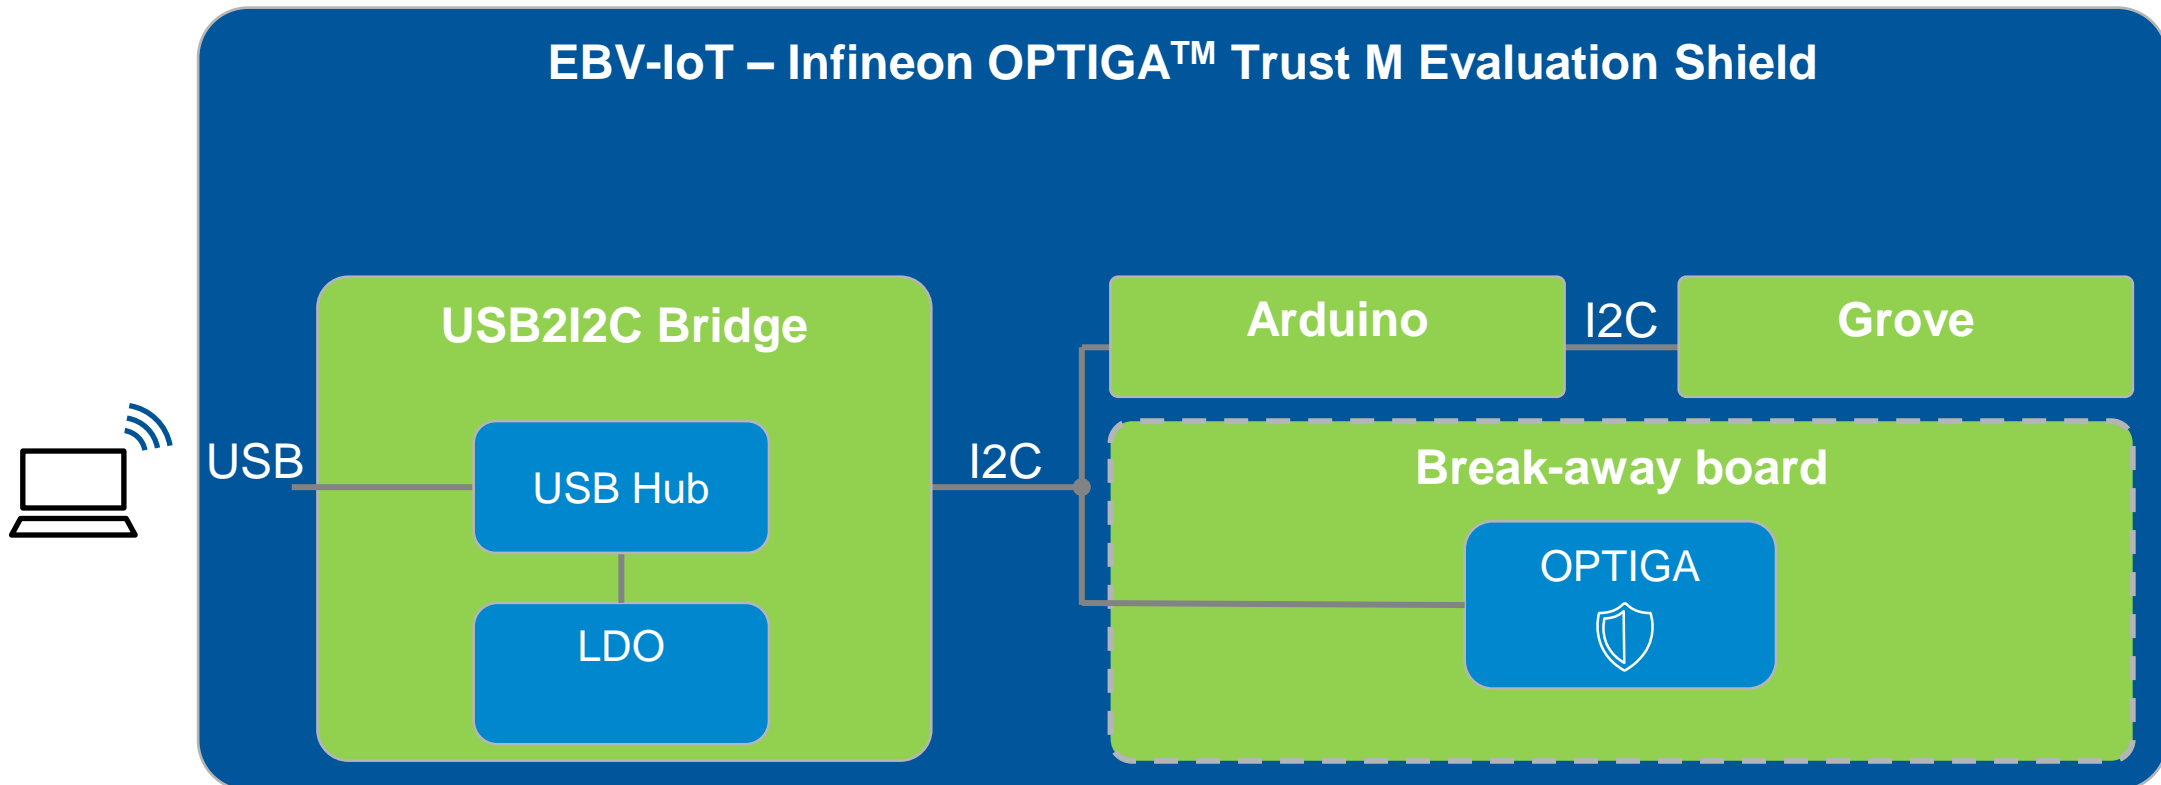 EBV-IoT – Infineon OPTIGA™ Trust M Evaluation Shield
USB2I2C Bridge
Arduino
I2C
Grove
USB
USB Hub
I2C
Break-away board
OPTIGA
LDO